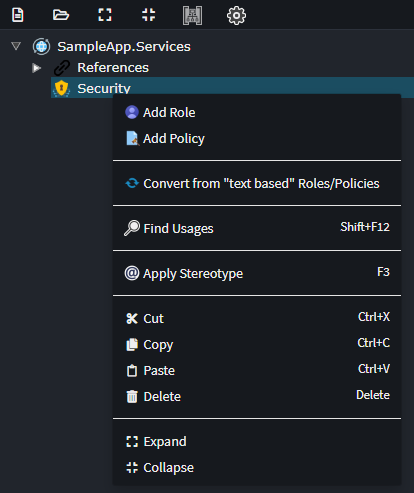 SampleApp.Services
References
Security
Add Role
Add Policy
Convert from "text based" Roles/Policies
Find Usages Shift+F12
Apply Stereotype F3
Cut Ctrl+X
Copy Ctrl+C
Paste Ctrl+V
Delete Delete
Expand
Collapse